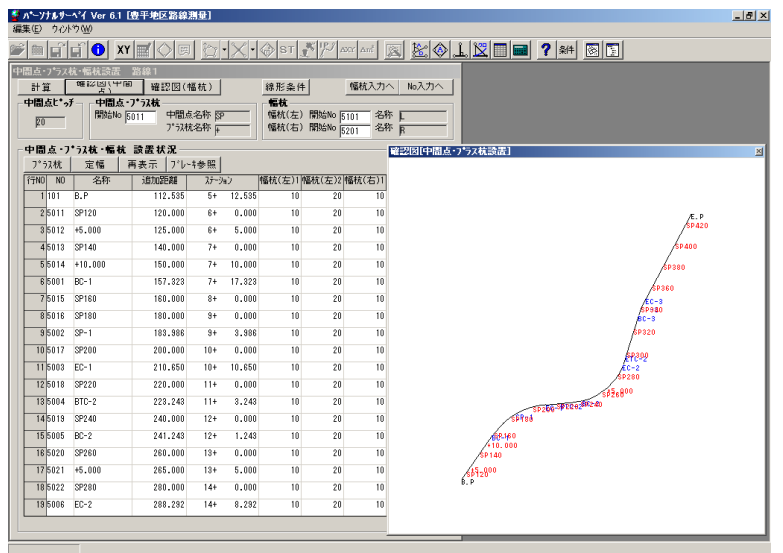 ﾊﾟｰｿﾅﾙｻｰﾍﾞｲ Ver 6.1 [豊平地区路線測量]
編集(E) ｳｨﾝﾄﾞｳ(W)
XY ST ΔXY Δmℓ ? 条件
中間点･ﾌﾟﾗｽ杭･幅杭設置 路線1
計算 確認図(中間点) 確認図(幅杭) 線形条件 幅杭入力へ No入力へ
中間点ﾋﾟｯﾁ 中間点･ﾌﾟﾗｽ杭 幅杭
20 開始No 5011 中間点名称 SP 幅杭(左) 開始No 5101 名称 L
ﾌﾟﾗｽ杭名称 + 幅杭(右) 開始No 5201 名称 R
中間点･ﾌﾟﾗｽ杭･幅杭 設置状況
ﾌﾟﾗｽ杭 定幅 再表示 ﾌﾞﾚｰｷ参照
行NO NO 名称 追加距離 ｽﾃｰｼｮﾝ 幅杭(左)1 幅杭(左)2 幅杭(右)1
1 101 B.P 112.535 5+ 12.535 10 20 10
2 5011 SP120 120.000 6+ 0.000 10 20 10
3 5012 +5.000 125.000 6+ 5.000 10 20 10
4 5013 SP140 140.000 7+ 0.000 10 20 10
5 5014 +10.000 150.000 7+ 10.000 10 20 10
6 5001 BC-1 157.323 7+ 17.323 10 20 10
7 5015 SP160 160.000 8+ 0.000 10 20 10
8 5016 SP180 180.000 9+ 0.000 10 20 10
9 5002 SP-1 183.986 9+ 3.986 10 20 10
10 5017 SP200 200.000 10+ 0.000 10 20 10
11 5003 EC-1 210.650 10+ 10.650 10 20 10
12 5018 SP220 220.000 11+ 0.000 10 20 10
13 5004 BTC-2 223.243 11+ 3.243 10 20 10
14 5019 SP240 240.000 12+ 0.000 10 20 10
15 5005 BC-2 241.243 12+ 1.243 10 20 10
16 5020 SP260 260.000 13+ 0.000 10 20 10
17 5021 +5.000 265.000 13+ 5.000 10 20 10
18 5022 SP280 280.000 14+ 0.000 10 20 10
19 5006 EC-2 288.292 14+ 8.292 10 20 10
確認図[中間点･ﾌﾟﾗｽ杭設置]
E.P
SP420
SP400
SP380
SP360
EC-3
BC-3
SP320
SP300
ETC-2
EC-2
SP280
+5.000
SP260
SP180
SP160
+10.000
SP140
+5.000
SP120
B.P